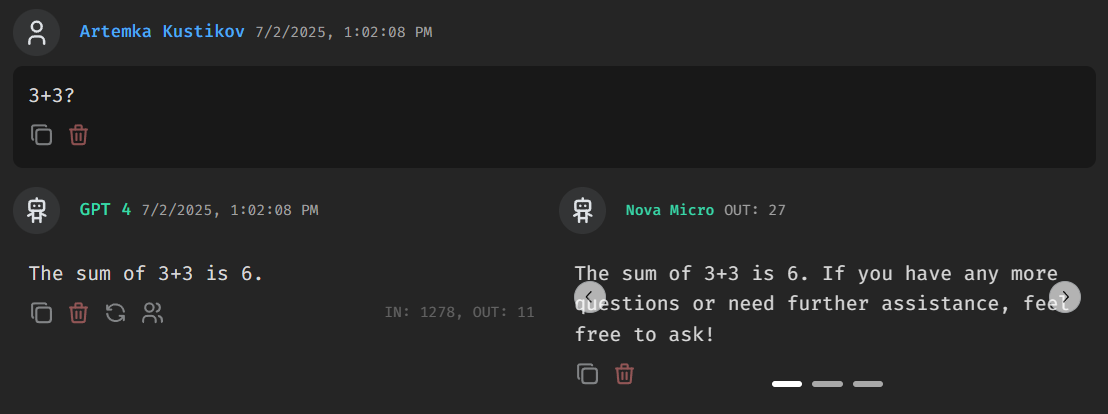 Artemka Kustikov 7/2/2025, 1:02:08 PM
3+3?
GPT 4 7/2/2025, 1:02:08 PM
The sum of 3+3 is 6.
IN: 1278, OUT: 11
Nova Micro OUT: 27
The sum of 3+3 is 6. If you have any more
questions or need further assistance, feel
free to ask!